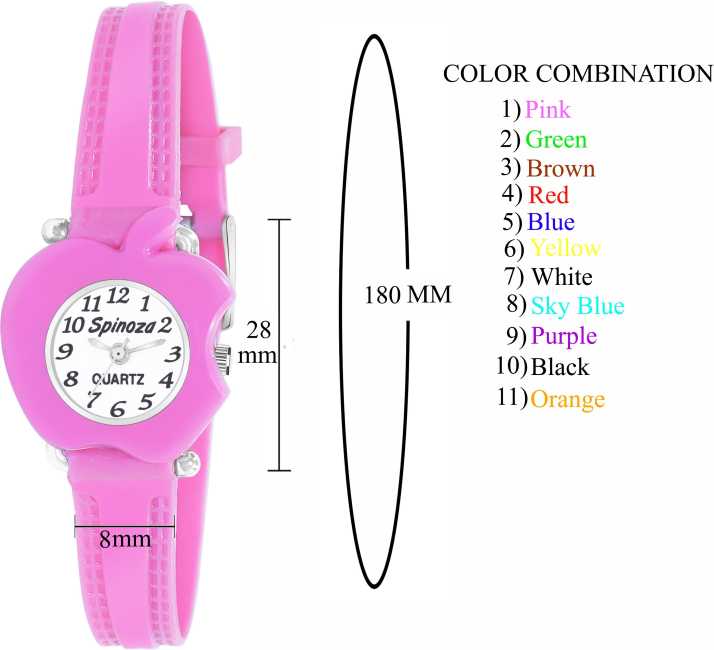 12
11 1
10 Spinoza 2
9 3
8 QUARTZ 4
7 5
6
28
mm
8mm
180 MM
COLOR COMBINATION
1) Pink
2) Green
3) Brown
4) Red
5) Blue
6) Yellow
7) White
8) Sky Blue
9) Purple
10) Black
11) Orange